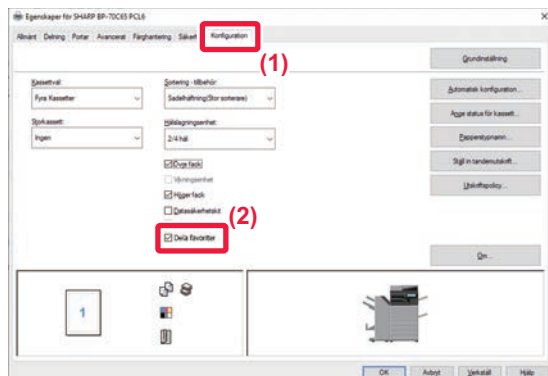 Egenskaper för SHARP BP-70C65 PCL6
Allmänt Delning Portar Avancerat Färghantering Säkert Konfiguration
(1)
Grundinställning
Kassettval:
Fyra Kassetter
Sortering - tillbehör:
Sadelhäftning(Stor sorterare)
Automatisk konfiguration...
Storkassett:
Ingen
Hålslagningsenhet:
2/4 hål
Ange status för kassett...
Papperstypnamn...
Ställ in tandemutskrift...
Utskriftspolicy...
Övre fack
Vikningsenhet
Höger fack
Datasäkerhetskit
(2)
Dela favoriter
Om...
1
OK Avbryt Verkställ Hjälp